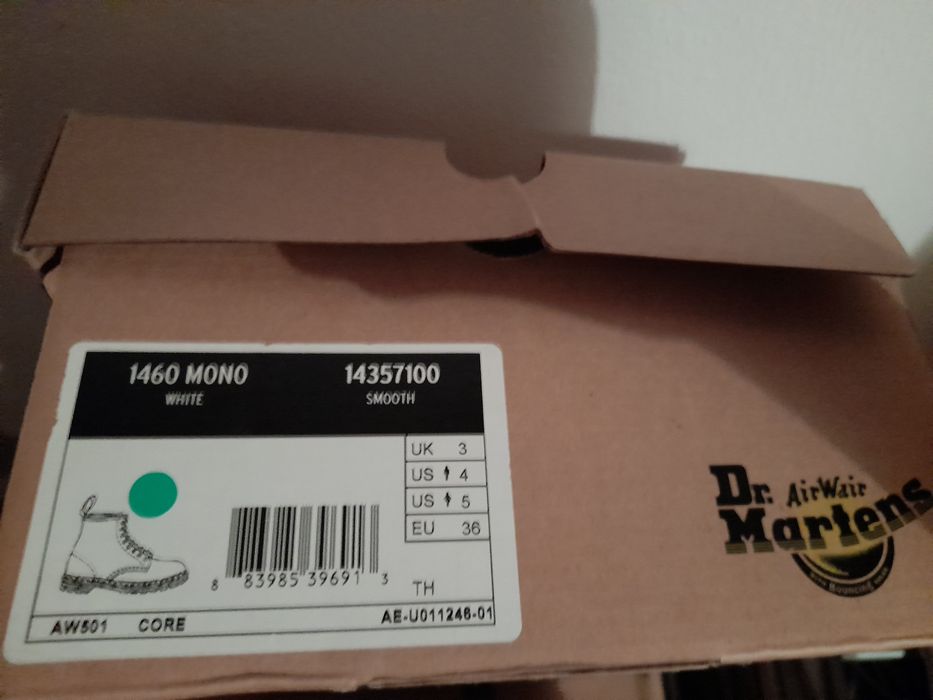 1460 MONO
WHITE
14357100
SMOOTH
UK 3
US 4
US 5
EU 36
8 83985 39691 3
TH
AW501 CORE AE-U011246-01
Dr. AirWair
Martens